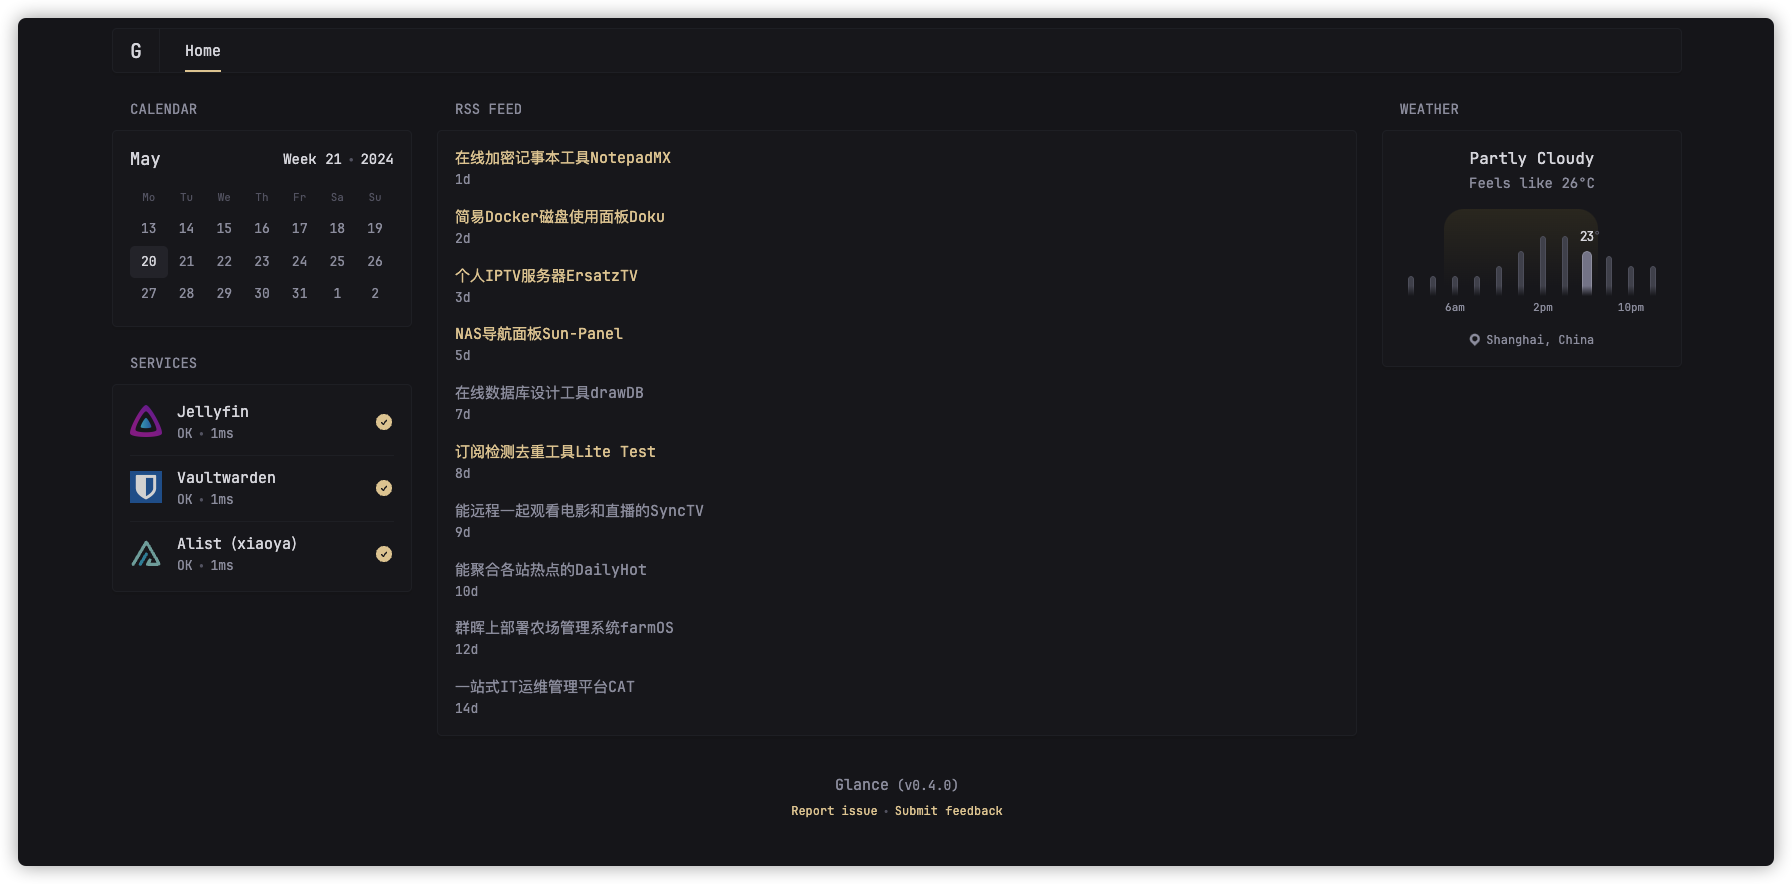 G Home
CALENDAR
May Week 21 • 2024
Mo Tu We Th Fr Sa Su
13 14 15 16 17 18 19
20 21 22 23 24 25 26
27 28 29 30 31 1 2
SERVICES
Jellyfin
OK • 1ms
Vaultwarden
OK • 1ms
Alist (xiaoya)
OK • 1ms
RSS FEED
在线加密记事本工具NotepadMX
1d
简易Docker磁盘使用面板Doku
2d
个人IPTV服务器ErsatzTV
3d
NAS导航面板Sun-Panel
5d
在线数据库设计工具drawDB
7d
订阅检测去重工具Lite Test
8d
能远程一起观看电影和直播的SyncTV
9d
能聚合各站热点的DailyHot
10d
群晖上部署农场管理系统farmOS
12d
一站式IT运维管理平台CAT
14d
WEATHER
Partly Cloudy
Feels like 26°C
23°
6am 2pm 10pm
Shanghai, China
Glance (v0.4.0)
Report issue • Submit feedback